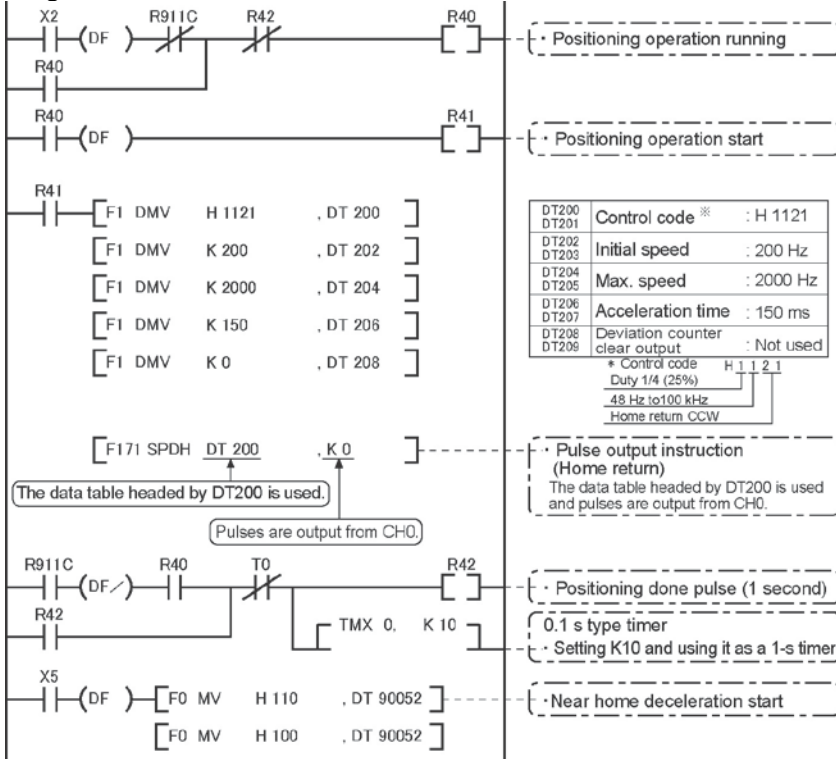 X2 (DF ) R911C R42 R40
· Positioning operation running
R40
R40 (DF ) R41
· Positioning operation start
R41
F1 DMV H 1121 , DT 200
F1 DMV K 200 , DT 202
F1 DMV K 2000 , DT 204
F1 DMV K 150 , DT 206
F1 DMV K 0 , DT 208
DT200 DT201 Control code ※ : H 1121
DT202 DT203 Initial speed : 200 Hz
DT204 DT205 Max. speed : 2000 Hz
DT206 DT207 Acceleration time : 150 ms
DT208 DT209 Deviation counter clear output : Not used
* Control code H 1 1 2 1
Duty 1/4 (25%)
48 Hz to100 kHz
Home return CCW
F171 SPDH DT 200 , K 0
The data table headed by DT200 is used.
Pulses are output from CH0.
· Pulse output instruction
(Home return)
The data table headed by DT200 is used
and pulses are output from CH0.
R911C (DF/) R40 T0 R42
· Positioning done pulse (1 second)
R42
TMX 0, K 10
0.1 s type timer
· Setting K10 and using it as a 1-s timer
X5 (DF ) F0 MV H 110 , DT 90052
· Near home deceleration start
F0 MV H 100 , DT 90052